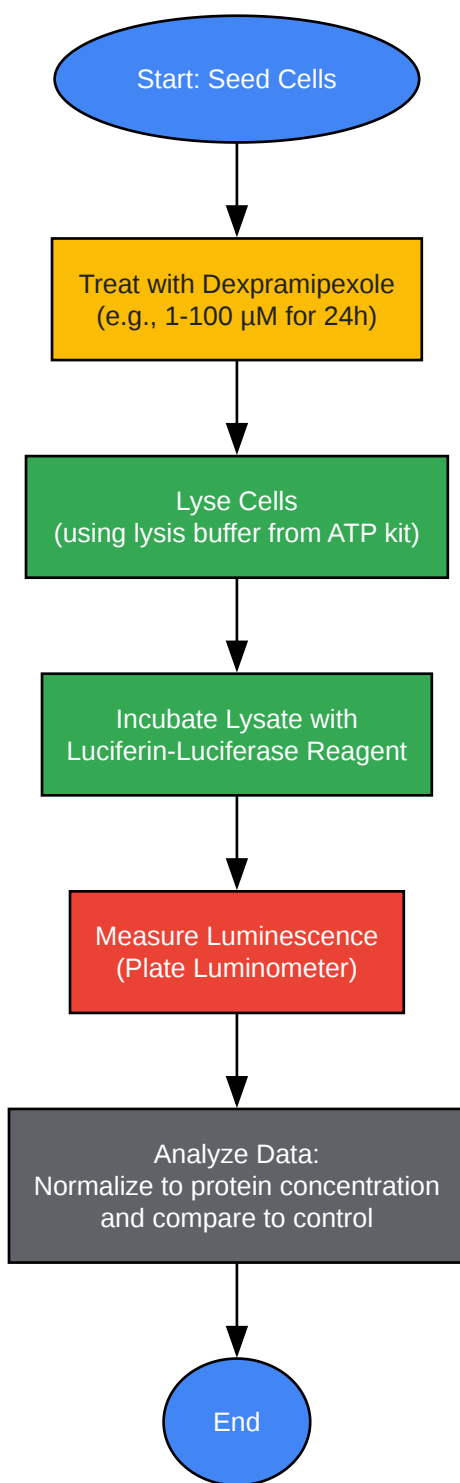 Start: Seed Cells
Treat with Dexpramipexole
(e.g., 1-100 µM for 24h)
Lyse Cells
(using lysis buffer from ATP kit)
Incubate Lysate with
Luciferin-Luciferase Reagent
Measure Luminescence
(Plate Luminometer)
Analyze Data:
Normalize to protein concentration
and compare to control
End